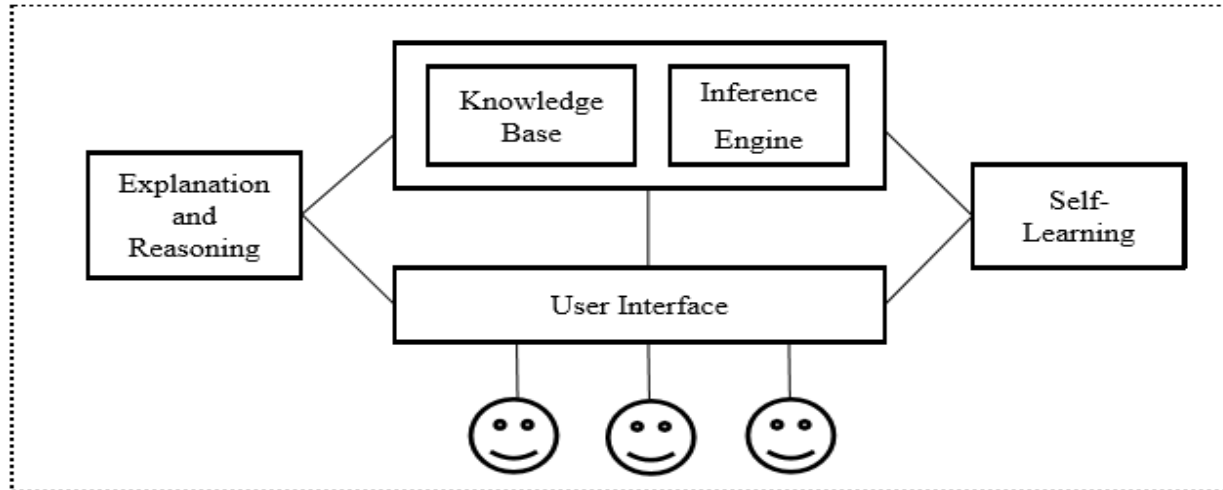 Knowledge
Base
Inference
Engine
Explanation
and
Reasoning
Self-
Learning
User Interface